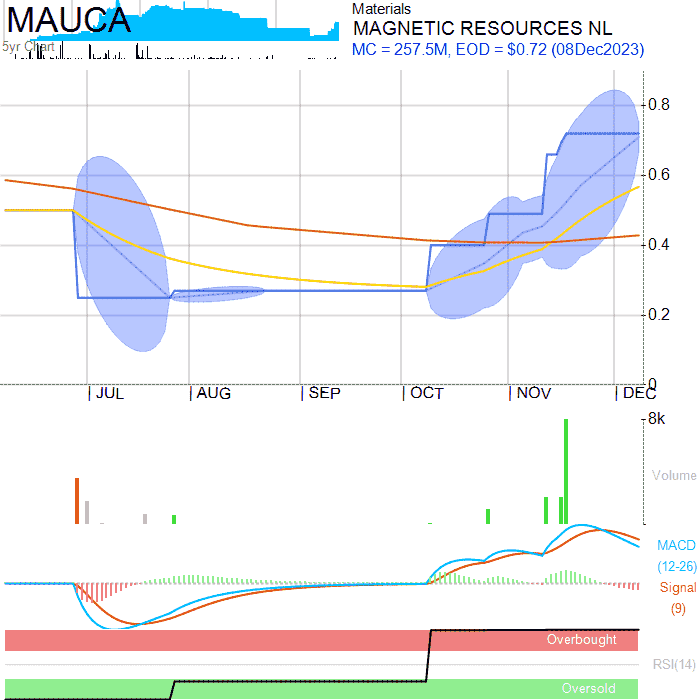 MAUCA
5yr Chart
Materials
MAGNETIC RESOURCES NL
MC = 257.5M, EOD = $0.72 (08Dec2023)
0.8
0.6
0.4
0.2
0
JUL AUG SEP OCT NOV DEC
8k
Volume
MACD
(12-26)
Signal
(9)
Overbought
RSI(14)
Oversold